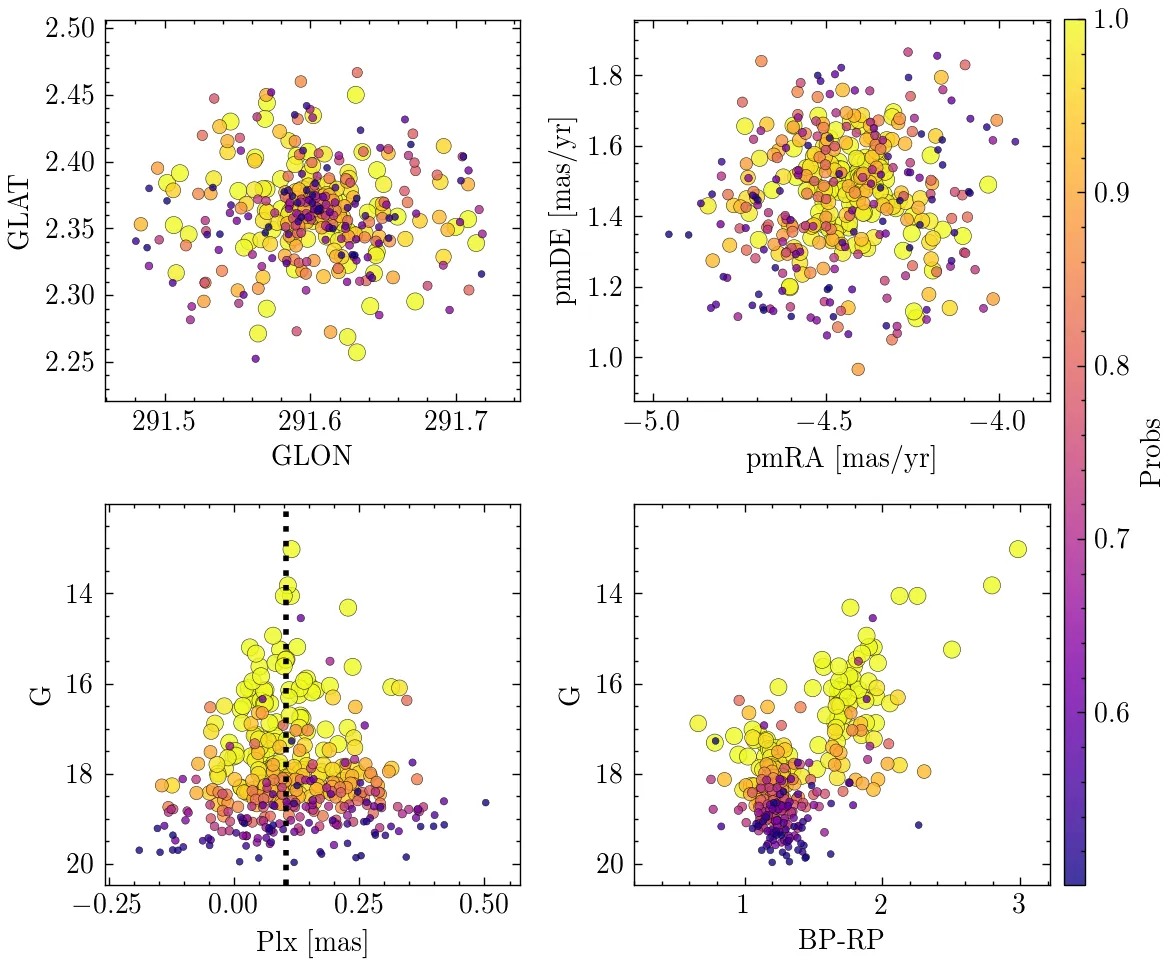 2.50
2.45
2.40
2.35
2.30
2.25
GLAT
291.5 291.6 291.7
GLON
1.8
1.6
1.4
1.2
1.0
pmDE [mas/yr]
−5.0 −4.5 −4.0
pmRA [mas/yr]
14
16
18
20
G
−0.25 0.00 0.25 0.50
Plx [mas]
14
16
18
20
G
1 2 3
BP-RP
1.0
0.9
0.8
0.7
0.6
Probs